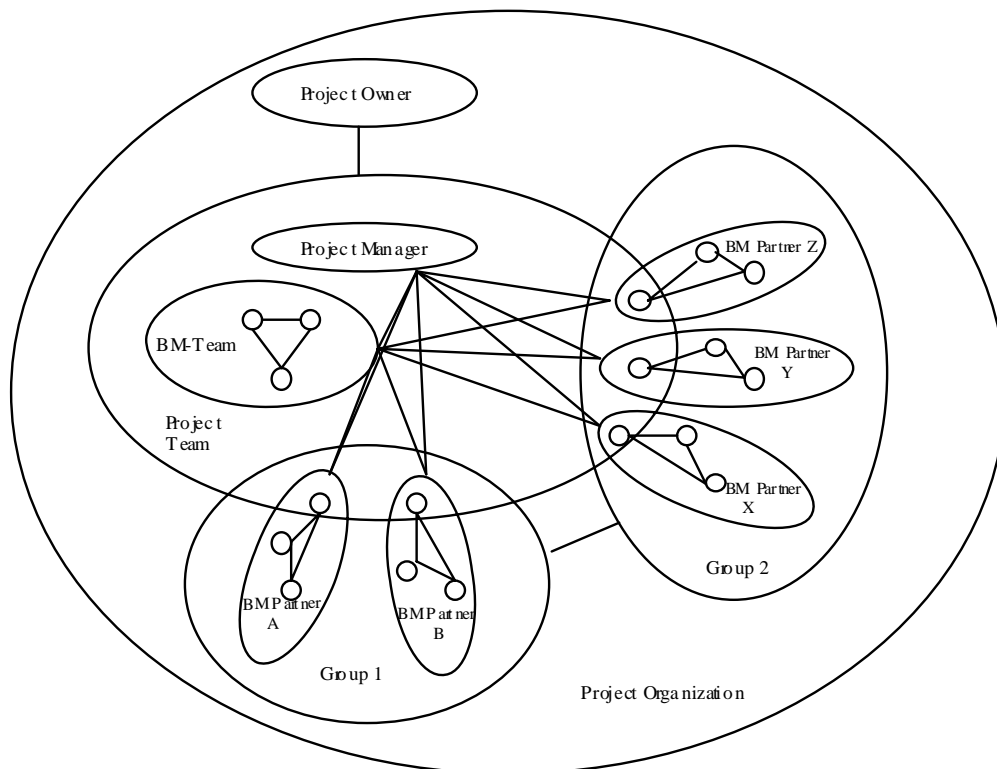 Project Owner
Project Manager
BM Partner Z
BM-Team
BM Partner
Y
Project
Team
BM Partner
X
Group 2
BM Partner
A
BM Partner
B
Group 1
Project Organization